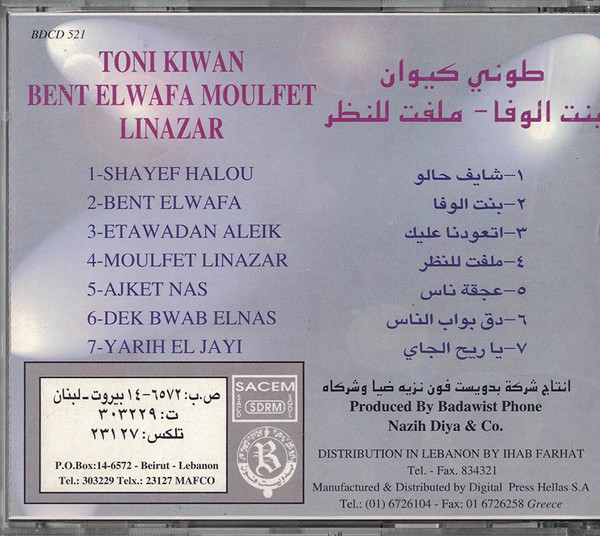 BDCD 521
TONI KIWAN
BENT ELWAFA MOULFET
LINAZAR
طوني كيوان
بنت الوفا - ملفت للنظر
1-SHAYEF HALOU
2-BENT ELWAFA
3-ETAWADAN ALEIK
4-MOULFET LINAZAR
5-AJKET NAS
6-DEK BWAB ELNAS
7-YARIH EL JAYI
١-شايف حالو
٢-بنت الوفا
٣-اتعودنا عليك
٤-ملفت للنظر
٥-عجقة ناس
٦-دق بواب الناس
٧-يا ريح الجاي
ص.ب: ٦٥٧٢-١٤ بيروت - لبنان
ت: ٣٠٣٢٢٩
تلكس: ٢٣١٢٧
P.O.Box:14-6572 - Beirut - Lebanon
Tel.: 303229 Telx.: 23127 MAFCO
SACEM
SDRM
B
انتاج شركة بدويست فون نزيه ضيا وشركاه
Produced By Badawist Phone
Nazih Diya & Co.
DISTRIBUTION IN LEBANON BY IHAB FARHAT
Tel. - Fax. 834321
Manufactured & Distributed by Digital Press Hellas S.A
Tel.: (01) 6726104 - Fax: 01 6726258 Greece